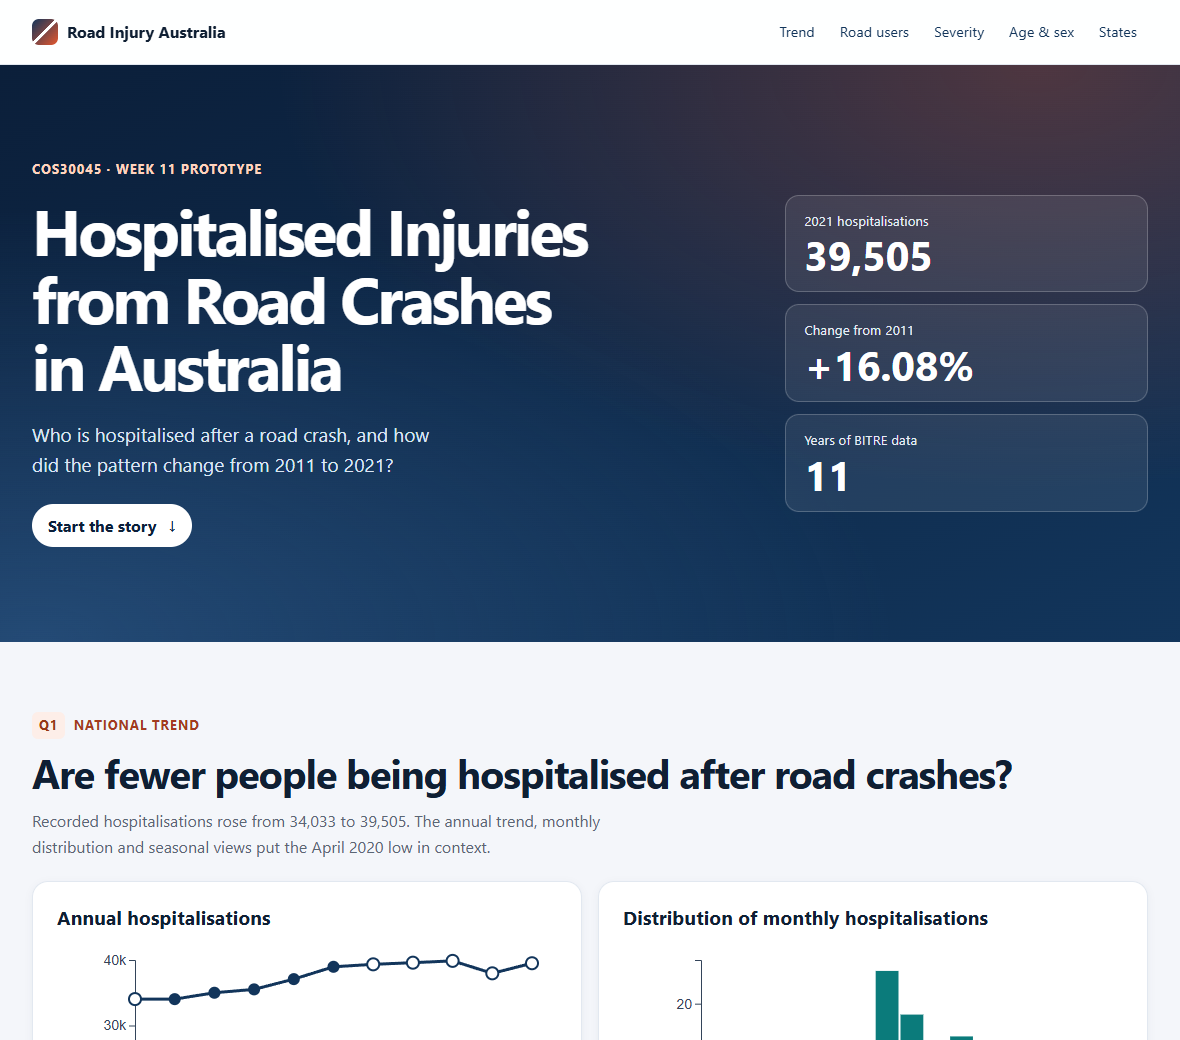 Road Injury Australia
Trend
Road users
Severity
Age & sex
States
COS30045 · WEEK 11 PROTOTYPE
Hospitalised Injuries
from Road Crashes
in Australia
Who is hospitalised after a road crash, and how
did the pattern change from 2011 to 2021?
Start the story ↓
2021 hospitalisations
39,505
Change from 2011
+16.08%
Years of BITRE data
11
Q1 NATIONAL TREND
Are fewer people being hospitalised after road crashes?
Recorded hospitalisations rose from 34,033 to 39,505. The annual trend, monthly
distribution and seasonal views put the April 2020 low in context.
Annual hospitalisations
40k
30k
Distribution of monthly hospitalisations
20